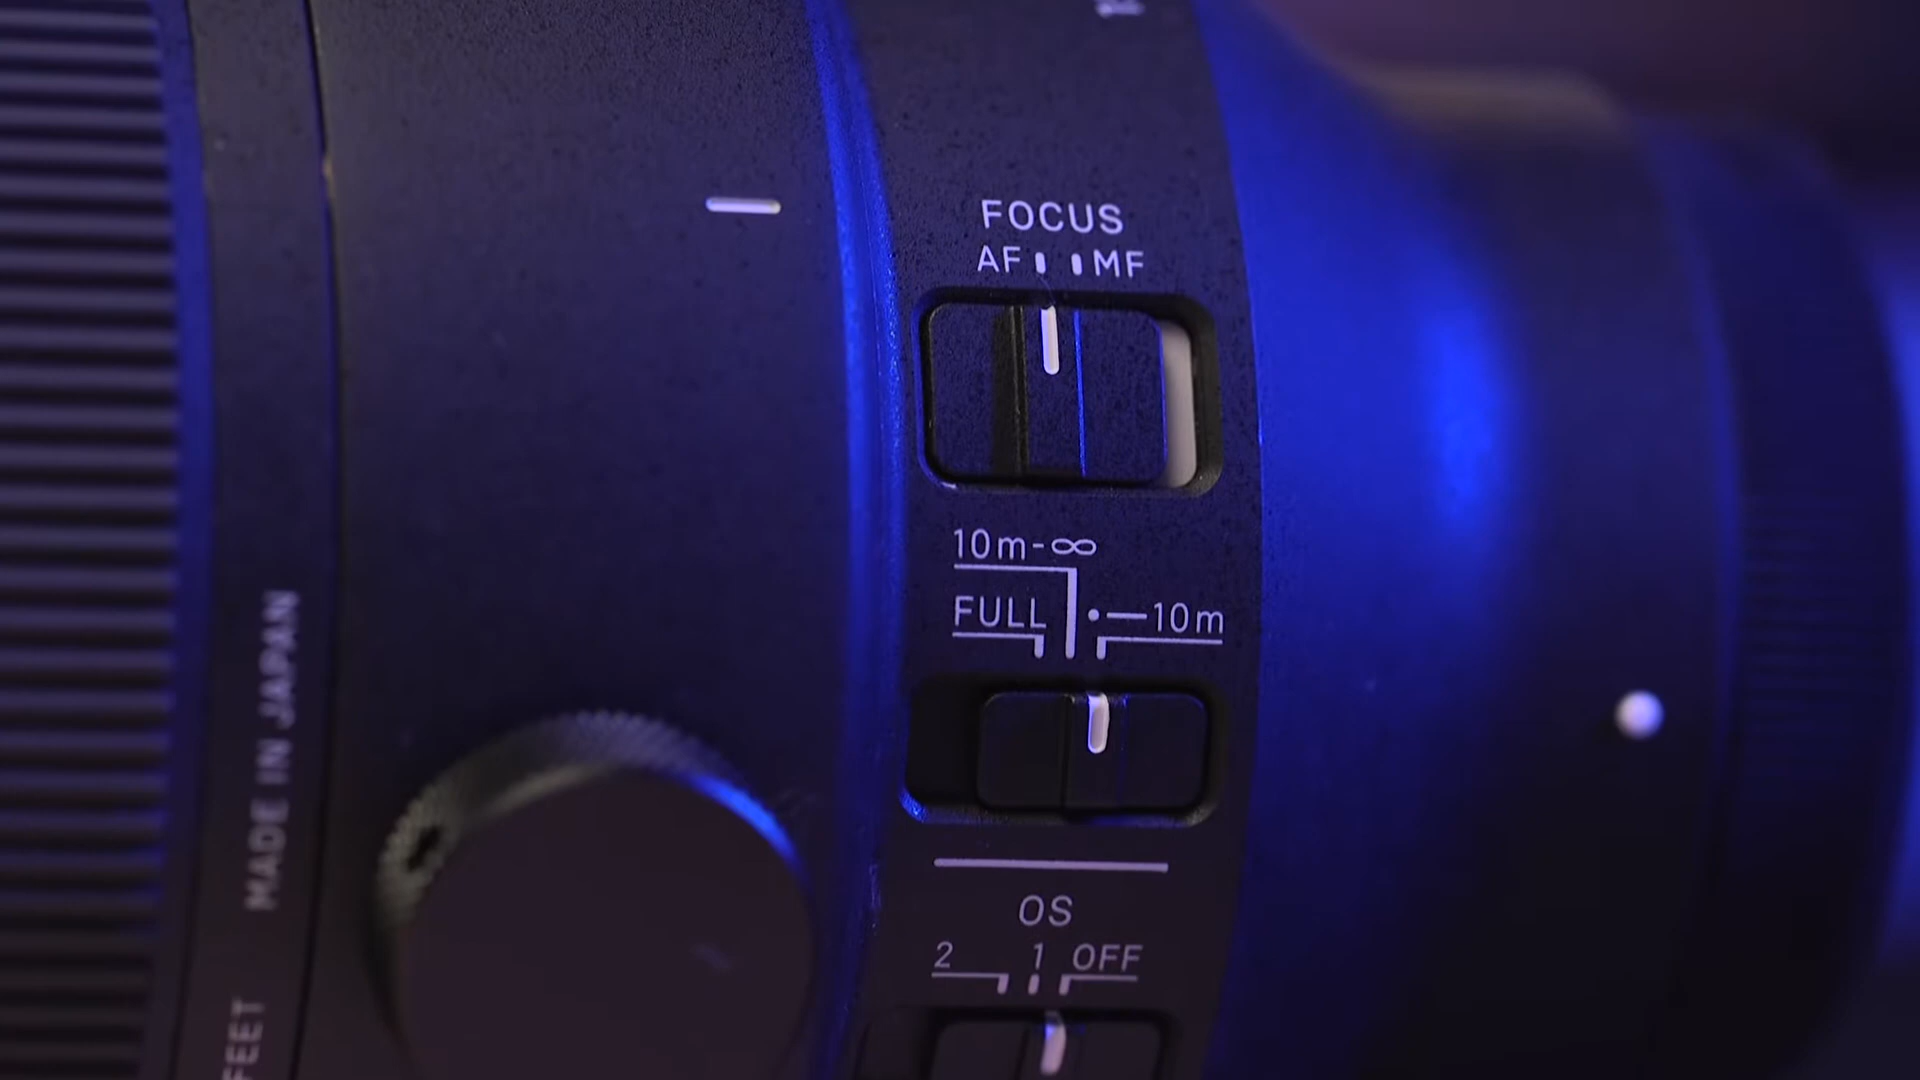 FOCUS
AF MF
10m-∞
FULL •—10m
OS
2 1 OFF
MADE IN JAPAN
FEET